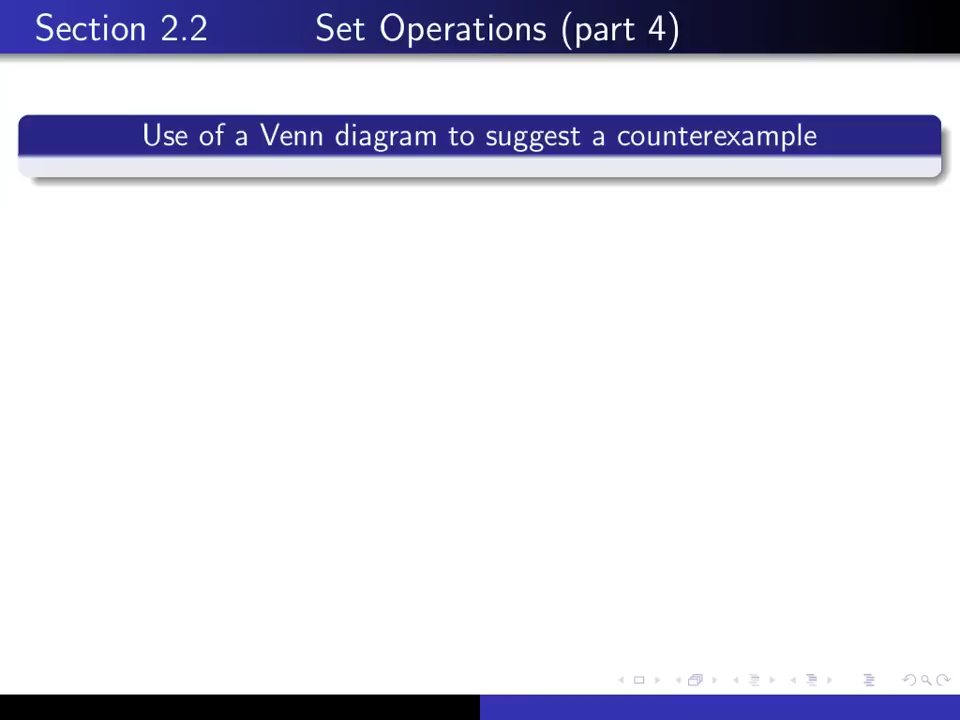 Section 2.2 Set Operations (part 4)
Use of a Venn diagram to suggest a counterexample